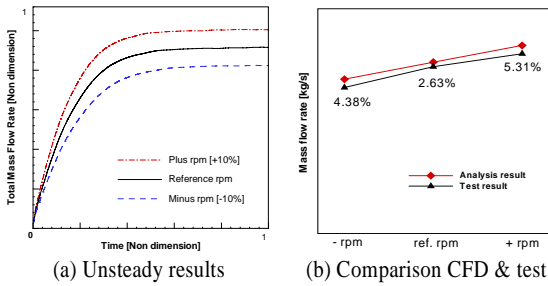 1
Total Mass Flow Rate [Non dimension]
Plus rpm [+10%]
Reference rpm
Minus rpm [-10%]
0
1
Time [Non dimension]
(a) Unsteady results
Mass flow rate [kg/s]
4.38%
2.63%
5.31%
Analysis result
Test result
- rpm
ref. rpm
+ rpm
(b) Comparison CFD & test